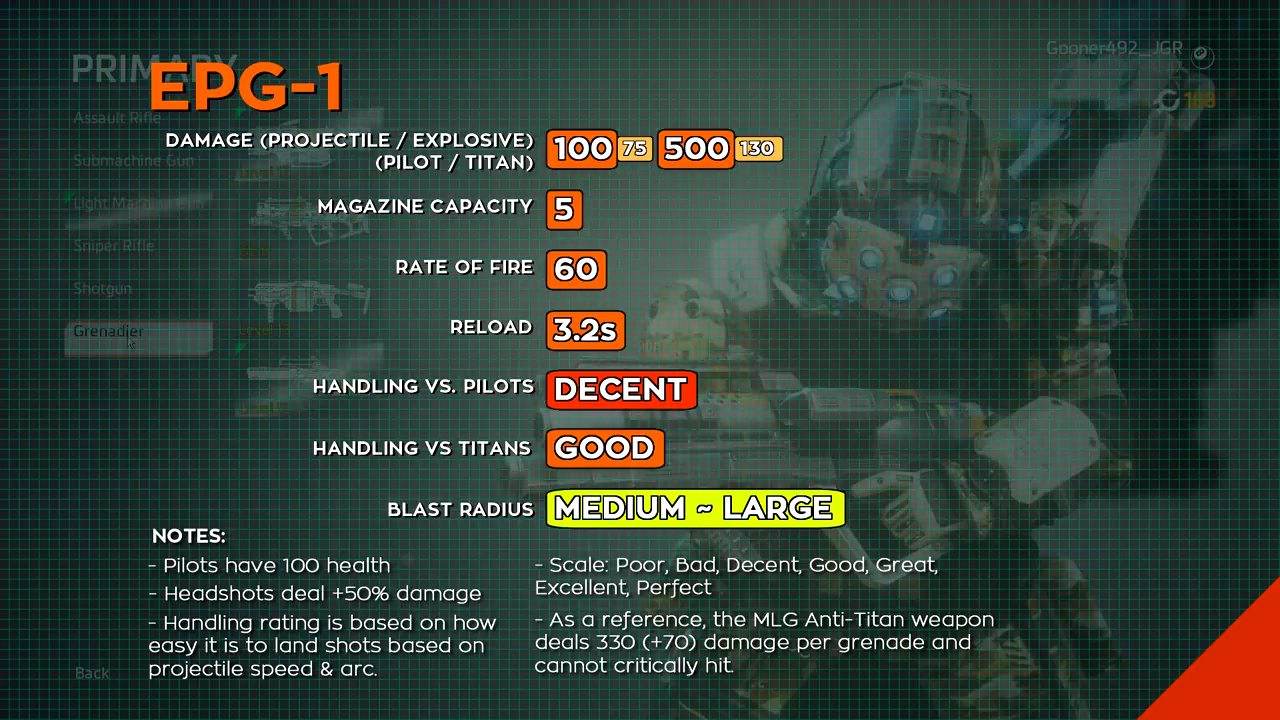 PRIMARY
Gooner492_JGR
EPG-1
188
Assault Rifle
DAMAGE (PROJECTILE / EXPLOSIVE)
(PILOT / TITAN)
100 75 500 130
Submachine Gun
MAGAZINE CAPACITY 5
Sniper Rifle
RATE OF FIRE 60
Shotgun
RELOAD 3.2s
Grenadier
HANDLING VS. PILOTS DECENT
HANDLING VS TITANS GOOD
BLAST RADIUS MEDIUM ~ LARGE
NOTES:
- Pilots have 100 health
- Headshots deal +50% damage
- Handling rating is based on how
easy it is to land shots based on
projectile speed & arc.
- Scale: Poor, Bad, Decent, Good, Great,
Excellent, Perfect
- As a reference, the MLG Anti-Titan weapon
deals 330 (+70) damage per grenade and
cannot critically hit.
Back